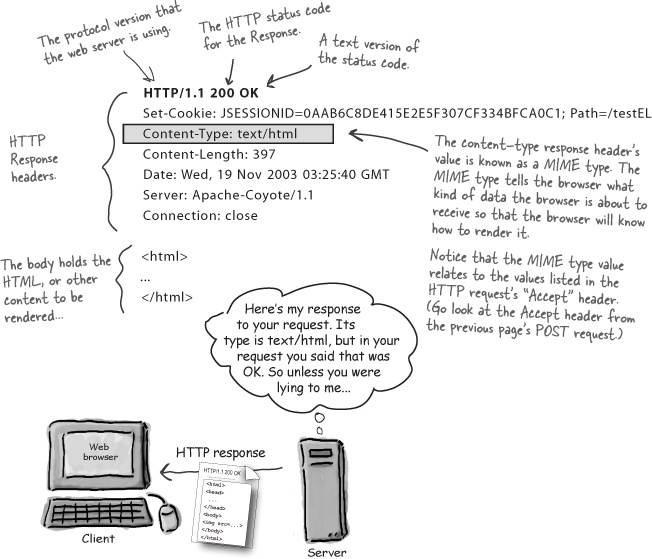 The protocol version that
the web server is using.
The HTTP status code
for the Response.
A text version of
the status code.
HTTP/1.1 200 OK
Set-Cookie: JSESSIONID=0AAB6C8DE415E2E5F307CF334BFCA0C1; Path=/testEL
Content-Type: text/html
Content-Length: 397
Date: Wed, 19 Nov 2003 03:25:40 GMT
Server: Apache-Coyote/1.1
Connection: close
HTTP
Response
headers.
The content-type response header's
value is known as a MIME type. The
MIME type tells the browser what
kind of data the browser is about to
receive so that the browser will know
how to render it.
Notice that the MIME type value
relates to the values listed in the
HTTP request's "Accept" header.
(Go look at the Accept header from
the previous page's POST request.)
The body holds the
HTML, or other
content to be
rendered...
<html>
...
</html>
Here's my response
to your request. Its
type is text/html, but in your
request you said that was
OK. So unless you were
lying to me...
Web
browser
Client
HTTP response
HTTP/1.1 200 OK
<html>
<head>
...
</head>
<body>
<img src=...>
</body>
</html>
Server